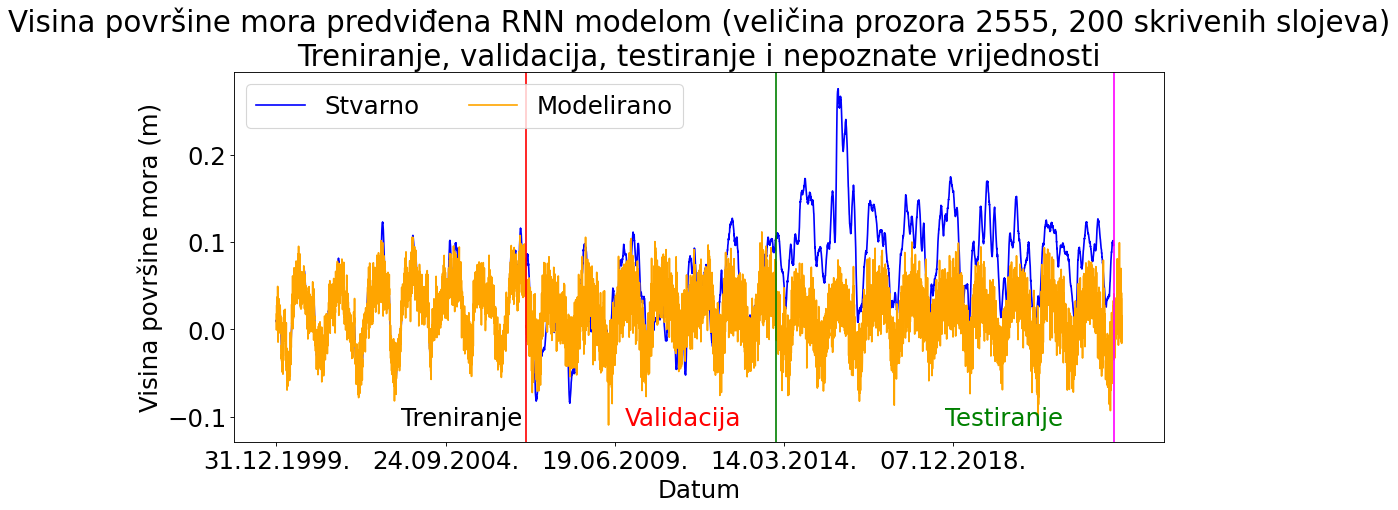 Visina površine mora predviđena RNN modelom (veličina prozora 2555, 200 skrivenih slojeva)
Treniranje, validacija, testiranje i nepoznate vrijednosti
Stvarno Modelirano
Visina površine mora (m)
0.2
0.1
0.0
−0.1
Treniranje Validacija Testiranje
31.12.1999. 24.09.2004. 19.06.2009. 14.03.2014. 07.12.2018.
Datum